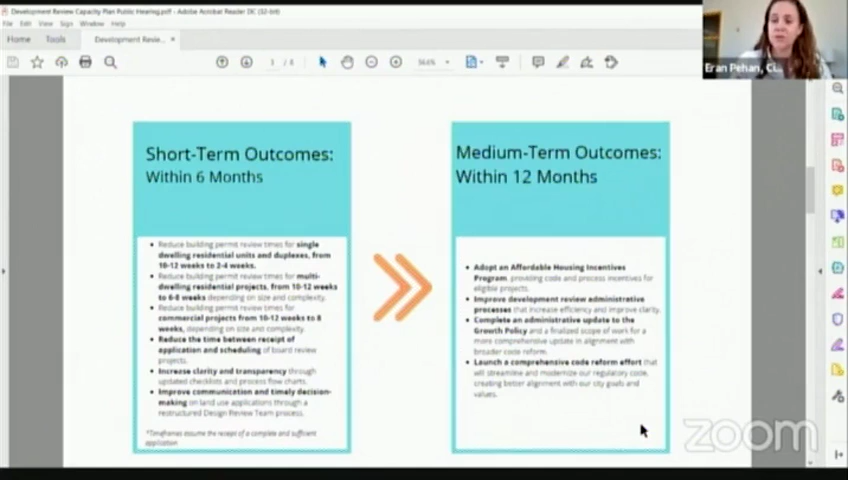 Development Review Capacity Plan Public Hearing.pdf - Adobe Acrobat Reader DC (32-bit)
File Edit View Sign Window Help
Home Tools Development Revie... ×
/ 4
Eran Pehan, Ci...
Short-Term Outcomes:
Within 6 Months
• Reduce building permit review times for single
dwelling residential units and duplexes, from
10-12 weeks to 2-4 weeks.
• Reduce building permit review times for multi-
dwelling residential projects, from 10-12 weeks
to 6-8 weeks depending on size and complexity.
• Reduce building permit review times for
commercial projects from 10-12 weeks to 8
weeks, depending on size and complexity.
• Reduce the time between receipt of
application and scheduling of board review
projects.
• Increase clarity and transparency through
updated checklists and process flow charts.
• Improve communication and timely decision-
making on land use applications through a
restructured Design Review Team process.
*Timeframes assume the receipt of a complete and sufficient
application
Medium-Term Outcomes:
Within 12 Months
• Adopt an Affordable Housing Incentives
Program, providing code and process incentives for
eligible projects.
• Improve development review administrative
processes that increase efficiency and improve clarity.
• Complete an administrative update to the
Growth Policy and a finalized scope of work for a
more comprehensive update in alignment with
broader code reform.
• Launch a comprehensive code reform effort that
will streamline and modernize our regulatory code,
creating better alignment with our city goals and
values.
zoom